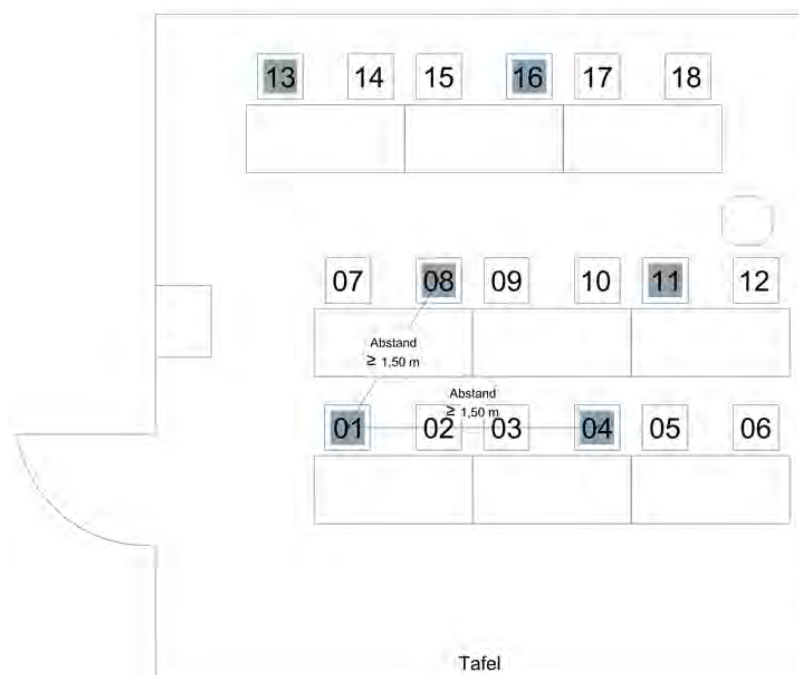 13 14 15 16 17 18
07 08 09 10 11 12
Abstand
≥ 1,50 m
Abstand
≥ 1,50 m
01 02 03 04 05 06
Tafel